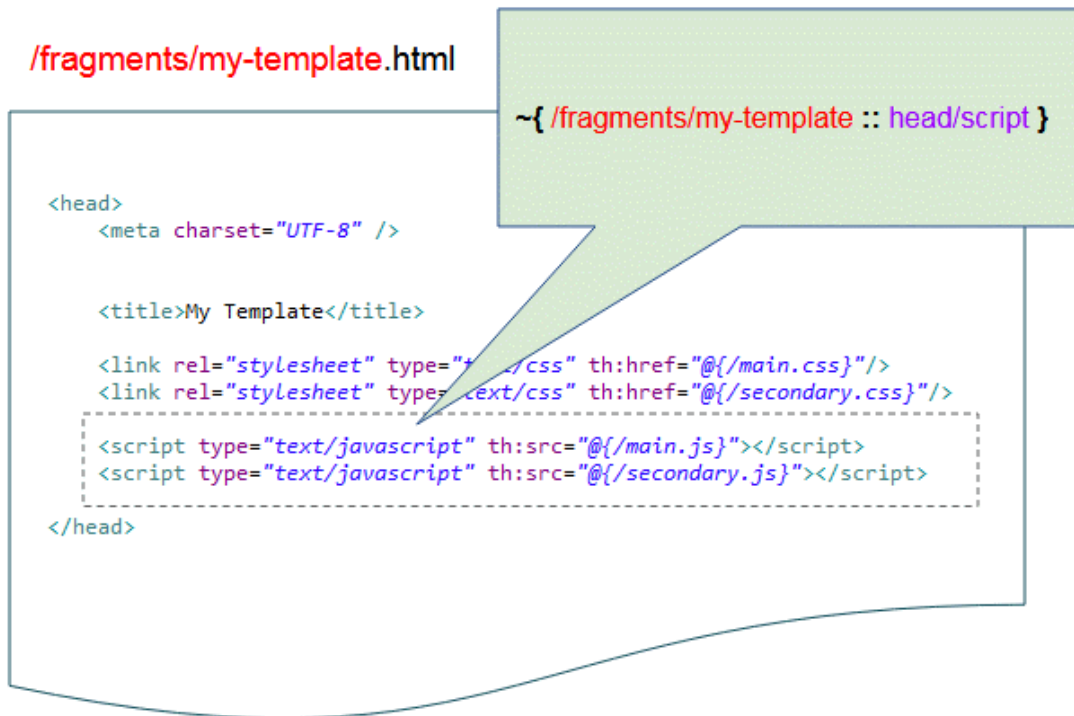 /fragments/my-template.html
~{ /fragments/my-template :: head/script }
<head>
<meta charset="UTF-8" />
<title>My Template</title>
<link rel="stylesheet" type="text/css" th:href="@{/main.css}"/>
<link rel="stylesheet" type="text/css" th:href="@{/secondary.css}"/>
<script type="text/javascript" th:src="@{/main.js}"></script>
<script type="text/javascript" th:src="@{/secondary.js}"></script>
</head>